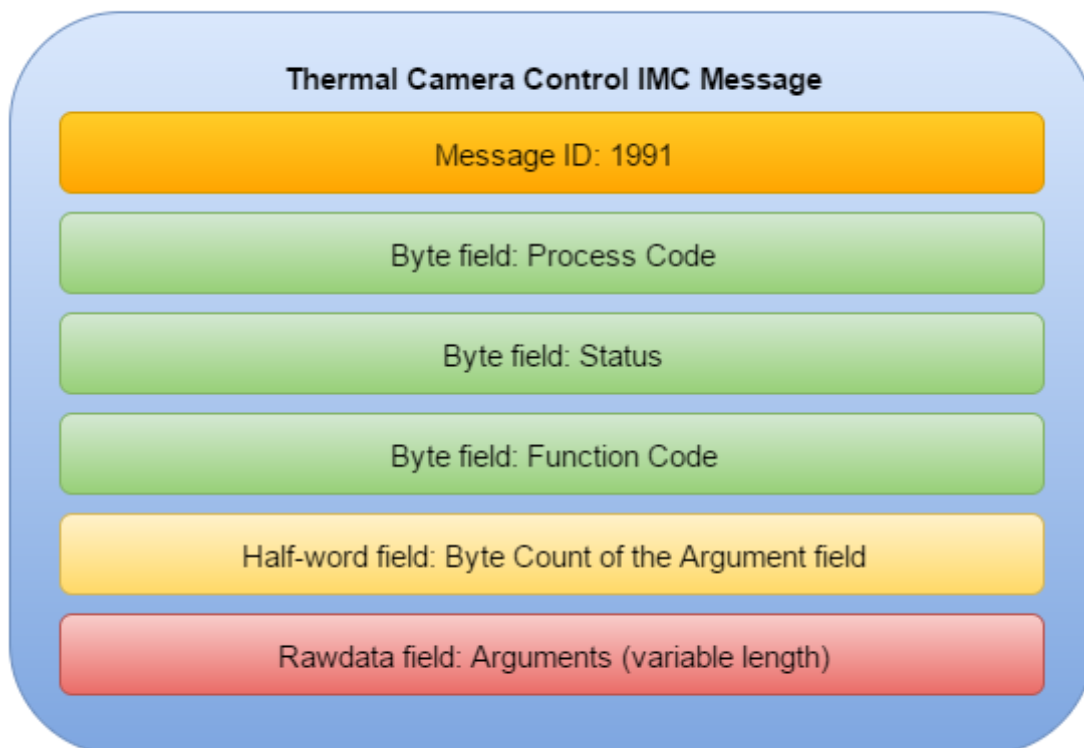 Thermal Camera Control IMC Message
Message ID: 1991
Byte field: Process Code
Byte field: Status
Byte field: Function Code
Half-word field: Byte Count of the Argument field
Rawdata field: Arguments (variable length)